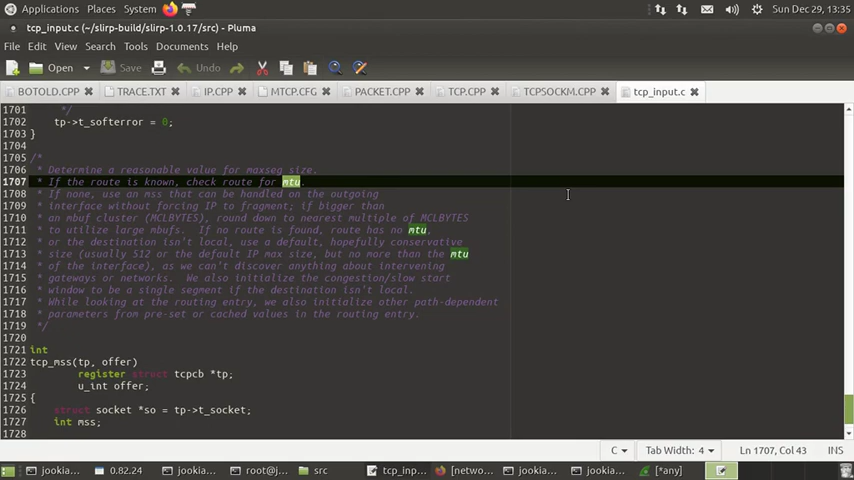 Applications Places System Sun Dec 29, 13:35
tcp_input.c (~/slirp-build/slirp-1.0.17/src) - Pluma
File Edit View Search Tools Documents Help
Open Save Undo
BOTOLD.CPP TRACE.TXT IP.CPP MTCP.CFG PACKET.CPP TCP.CPP TCPSOCKM.CPP tcp_input.c
1701 */
1702 tp->t_softerror = 0;
1703 }
1704
1705 /*
1706 * Determine a reasonable value for maxseg size.
1707 * If the route is known, check route for mtu.
1708 * If none, use an mss that can be handled on the outgoing
1709 * interface without forcing IP to fragment; if bigger than
1710 * an mbuf cluster (MCLBYTES), round down to nearest multiple of MCLBYTES
1711 * to utilize large mbufs.  If no route is found, route has no mtu,
1712 * or the destination isn't local, use a default, hopefully conservative
1713 * size (usually 512 or the default IP max size, but no more than the mtu
1714 * of the interface), as we can't discover anything about intervening
1715 * gateways or networks.  We also initialize the congestion/slow start
1716 * window to be a single segment if the destination isn't local.
1717 * While looking at the routing entry, we also initialize other path-dependent
1718 * parameters from pre-set or cached values in the routing entry.
1719 */
1720
1721 int
1722 tcp_mss(tp, offer)
1723 register struct tcpcb *tp;
1724 u_int offer;
1725 {
1726 struct socket *so = tp->t_socket;
1727 int mss;
1728
C Tab Width: 4 Ln 1707, Col 43 INS
jookia... 0.82.24 jookia... root@j... src tcp_inp... [netwo... jookia... jookia... [*any]